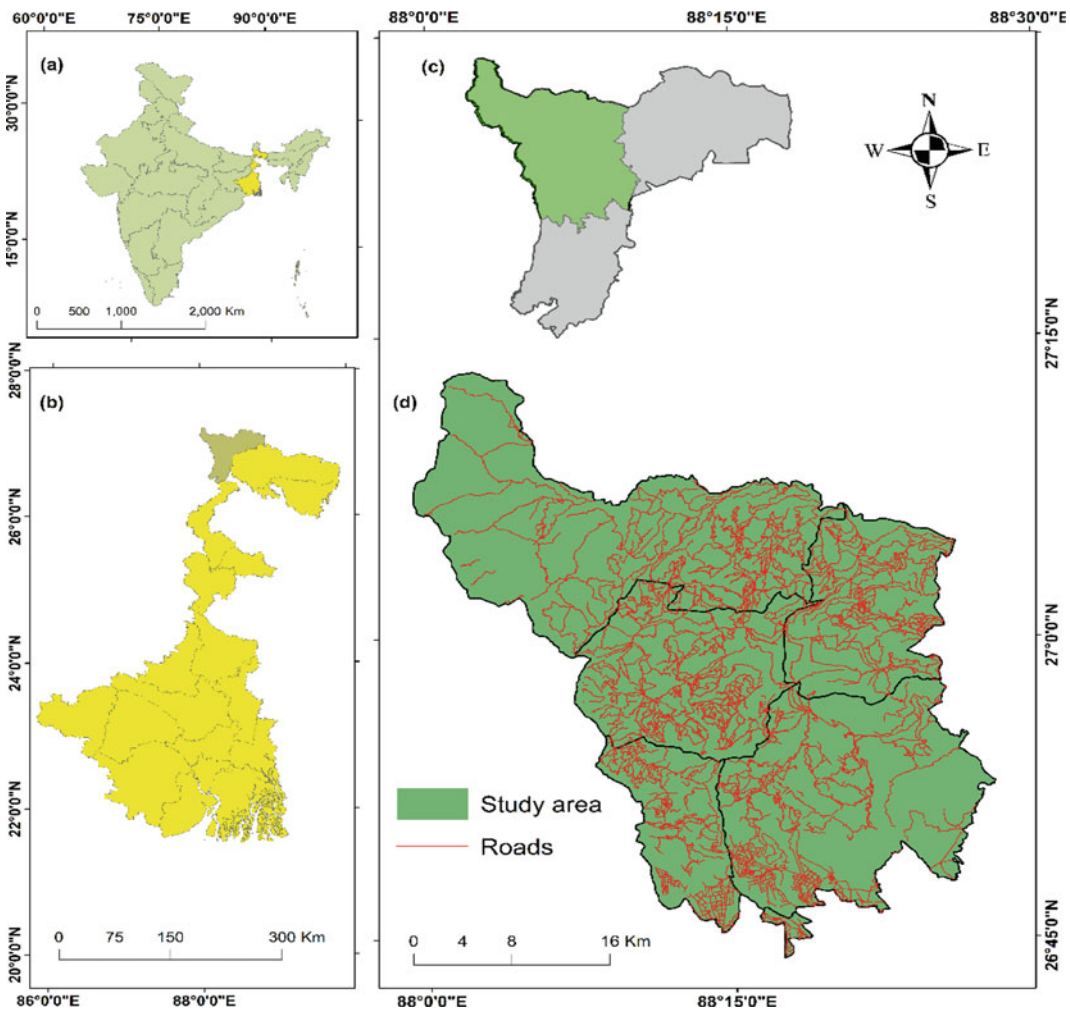 60°0'0"E 75°0'0"E 90°0'0"E 88°0'0"E 88°15'0"E 88°30'0"E
(a)
30°0'0"N
15°0'0"N
0 500 1,000 2,000 Km
(c)
N
W E
S
27°15'0"N
28°0'0"N
(b)
26°0'0"N
24°0'0"N
22°0'0"N
20°0'0"N
0 75 150 300 Km
86°0'0"E 88°0'0"E
(d)
27°0'0"N
Study area
Roads
26°45'0"N
0 4 8 16 Km
88°0'0"E 88°15'0"E